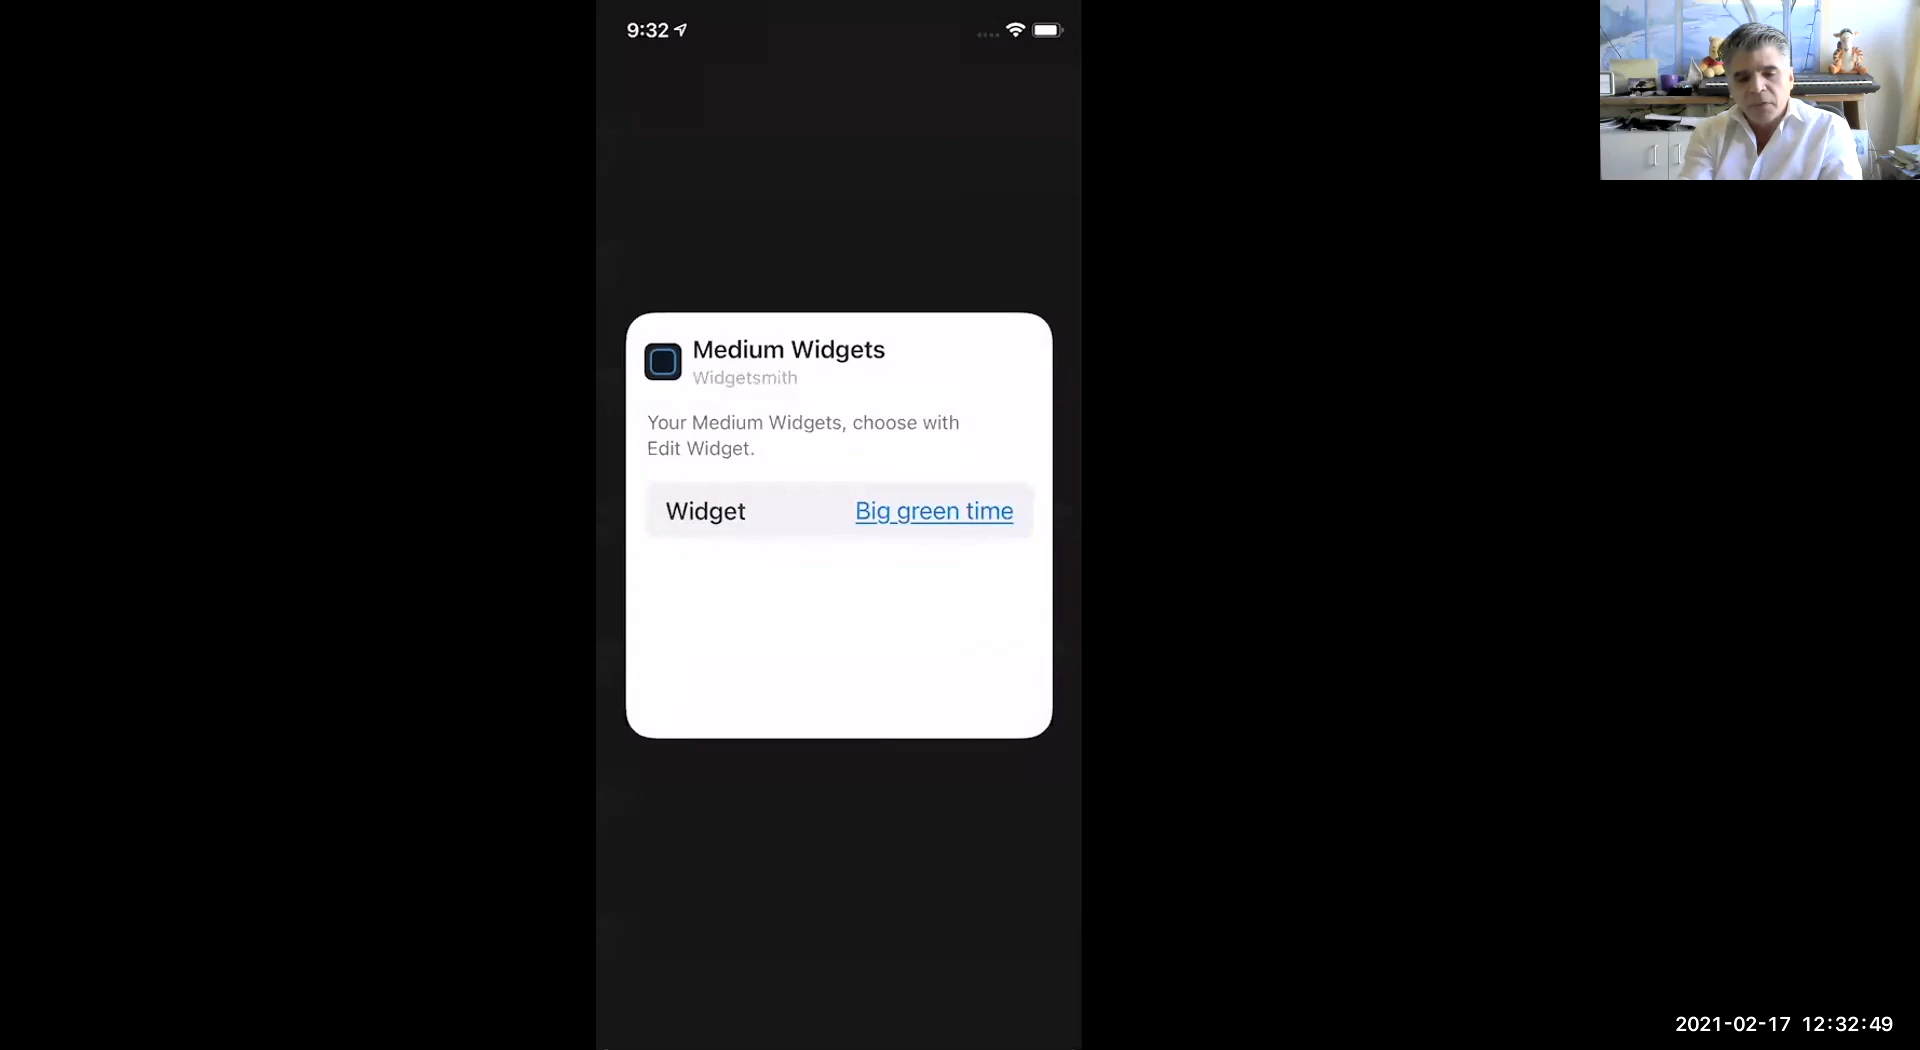 9:32
Medium Widgets
Widgetsmith
Your Medium Widgets, choose with
Edit Widget.
Widget Big green time
2021-02-17 12:32:49